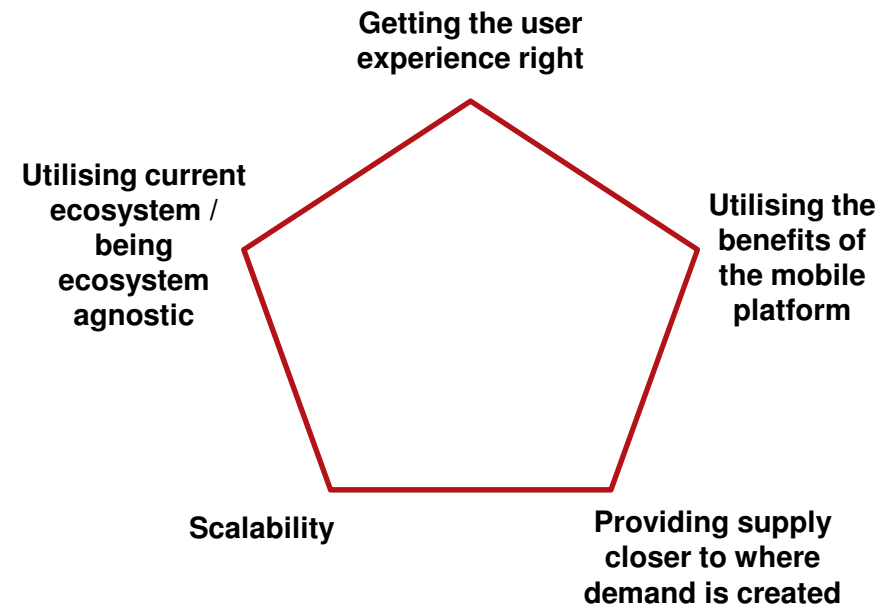 Getting the user
experience right
Utilising current
ecosystem /
being
ecosystem
agnostic
Utilising the
benefits of
the mobile
platform
Scalability
Providing supply
closer to where
demand is created